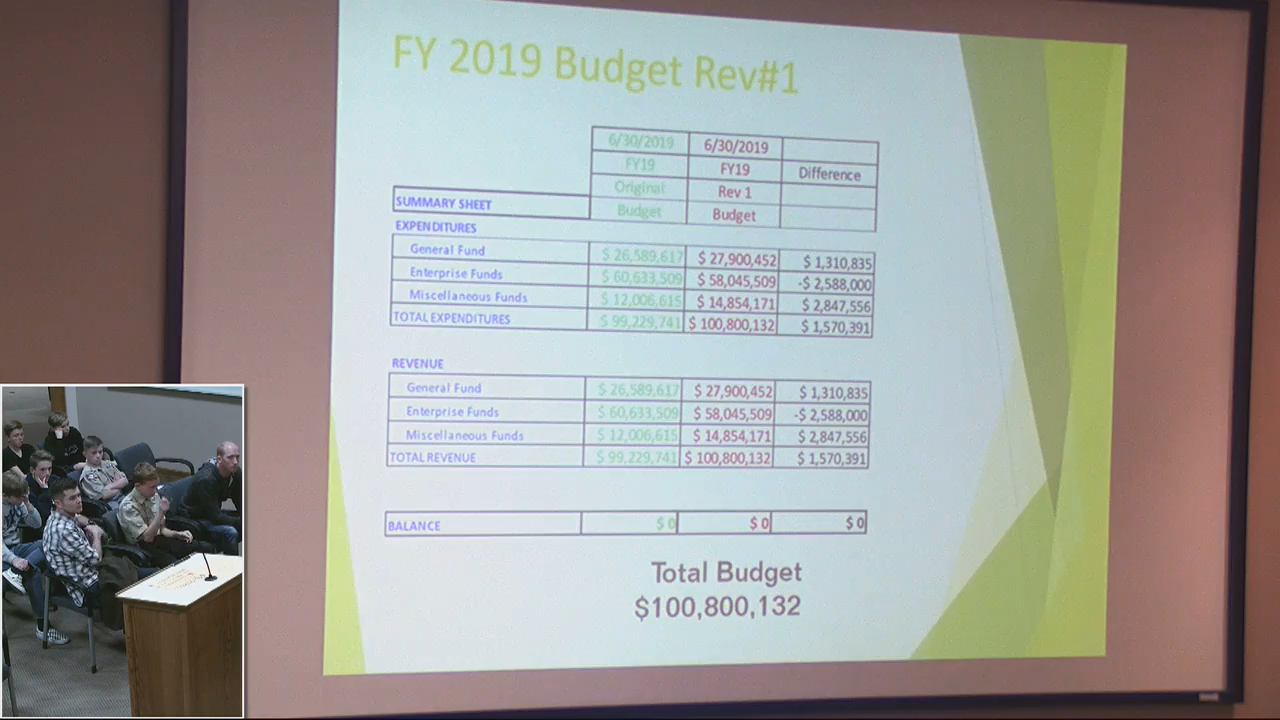 FY 2019 Budget Rev#1
6/30/2019 6/30/2019
FY19 FY19 Difference
Original Rev 1
SUMMARY SHEET Budget Budget
EXPENDITURES
General Fund $ 26,589,617 $ 27,900,452 $ 1,310,835
Enterprise Funds $ 60,633,509 $ 58,045,509 -$ 2,588,000
Miscellaneous Funds $ 12,006,615 $ 14,854,171 $ 2,847,556
TOTAL EXPENDITURES $ 99,229,741 $ 100,800,132 $ 1,570,391
REVENUE
General Fund $ 26,589,617 $ 27,900,452 $ 1,310,835
Enterprise Funds $ 60,633,509 $ 58,045,509 -$ 2,588,000
Miscellaneous Funds $ 12,006,615 $ 14,854,171 $ 2,847,556
TOTAL REVENUE $ 99,229,741 $ 100,800,132 $ 1,570,391
BALANCE $ 0 $ 0 $ 0
Total Budget
$100,800,132